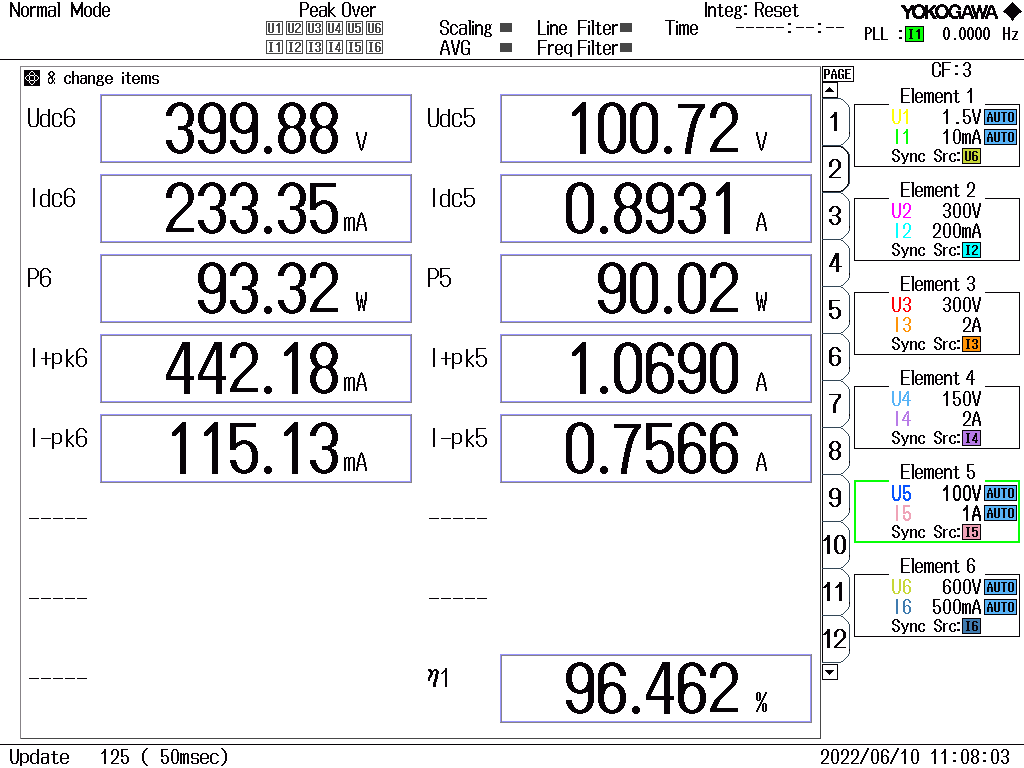 Normal Mode
Peak Over
U1 U2 U3 U4 U5 U6
I1 I2 I3 I4 I5 I6
Scaling
AVG
Line Filter
Freq Filter
Integ: Reset
Time -----:--:--
YOKOGAWA
PLL :I1 0.0000 Hz
8 change items
PAGE
CF:3
Udc6 399.88 V
Udc5 100.72 V
Idc6 233.35 mA
Idc5 0.8931 A
P6 93.32 W
P5 90.02 W
I+pk6 442.18 mA
I+pk5 1.0690 A
I-pk6 115.13 mA
I-pk5 0.7566 A
----- -----
----- -----
-----
η1 96.462 %
1
2
3
4
5
6
7
8
9
10
11
12
Element 1
U1 1.5V AUTO
I1 10mA AUTO
Sync Src:U6
Element 2
U2 300V
I2 200mA
Sync Src:I2
Element 3
U3 300V
I3 2A
Sync Src:I3
Element 4
U4 150V
I4 2A
Sync Src:I4
Element 5
U5 100V AUTO
I5 1A AUTO
Sync Src:I5
Element 6
U6 600V AUTO
I6 500mA AUTO
Sync Src:I6
Update 125 ( 50msec)
2022/06/10 11:08:03